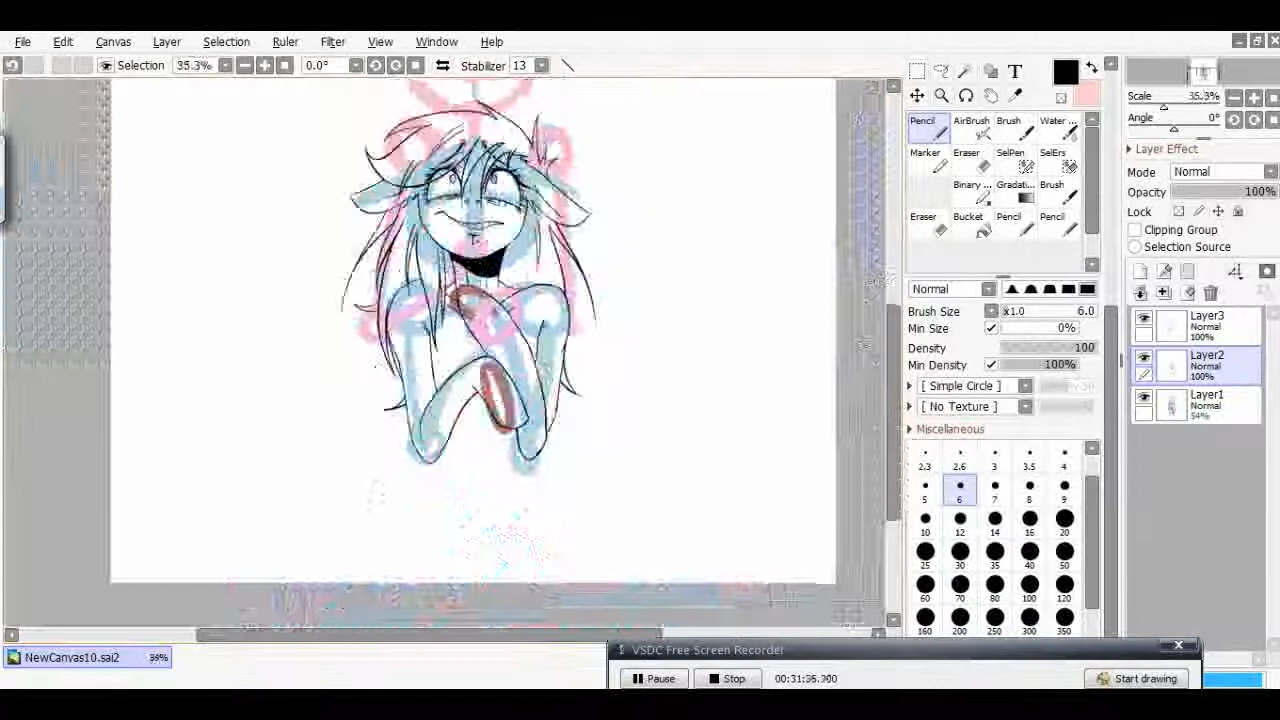 File Edit Canvas Layer Selection Ruler Filter View Window Help
Selection 35.3% 0.0° Stabilizer 13
T
Scale 35.3%
Angle 0°
Pencil AirBrush Brush Water ...
Marker Eraser SelPen SelErs
Binary ... Gradati... Brush
Eraser Bucket Pencil Pencil
Normal
Brush Size x1.0 6.0
Min Size 0%
Density 100
Min Density 100%
[ Simple Circle ]
[ No Texture ]
Miscellaneous
2.3 2.6 3 3.5 4
5 6 7 8 9
10 12 14 16 20
25 30 35 40 50
60 70 80 100 120
160 200 250 300 350
Layer Effect
Mode Normal
Opacity 100%
Lock
Clipping Group
Selection Source
Layer3
Normal
100%
Layer2
Normal
100%
Layer1
Normal
54%
NewCanvas10.sai2
VSDC Free Screen Recorder X
Pause Stop Start drawing